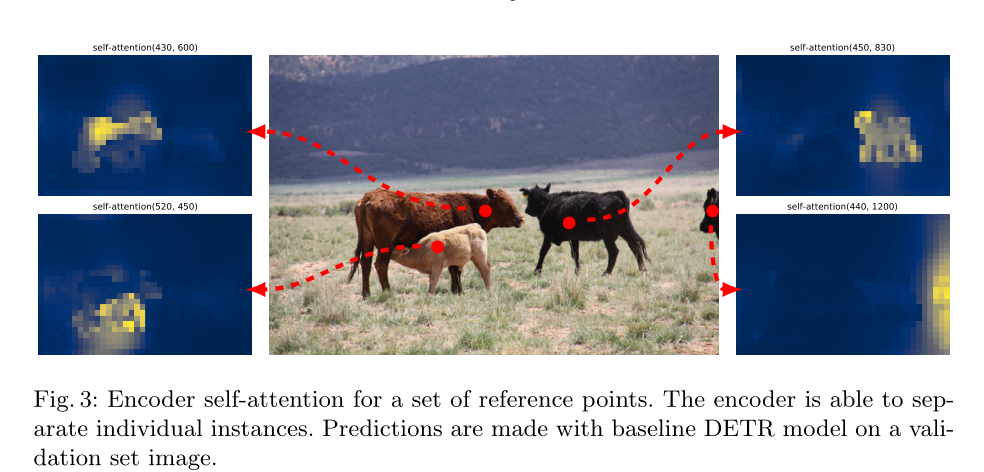 self-attention(430, 600)
self-attention(450, 830)
self-attention(520, 450)
self-attention(440, 1200)
Fig. 3: Encoder self-attention for a set of reference points. The encoder is able to sep-
arate individual instances. Predictions are made with baseline DETR model on a vali-
dation set image.